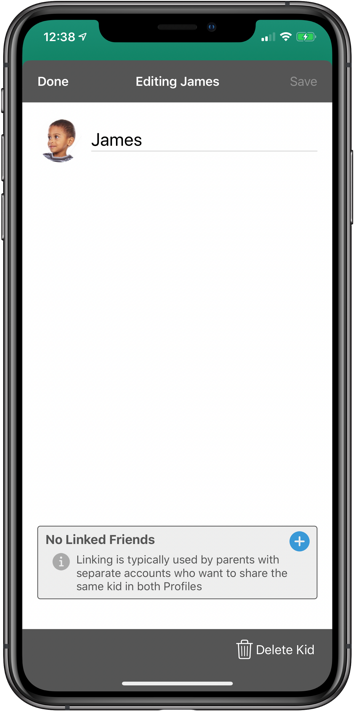 12:38
Done Editing James Save
James
No Linked Friends
Linking is typically used by parents with
separate accounts who want to share the
same kid in both Profiles
Delete Kid